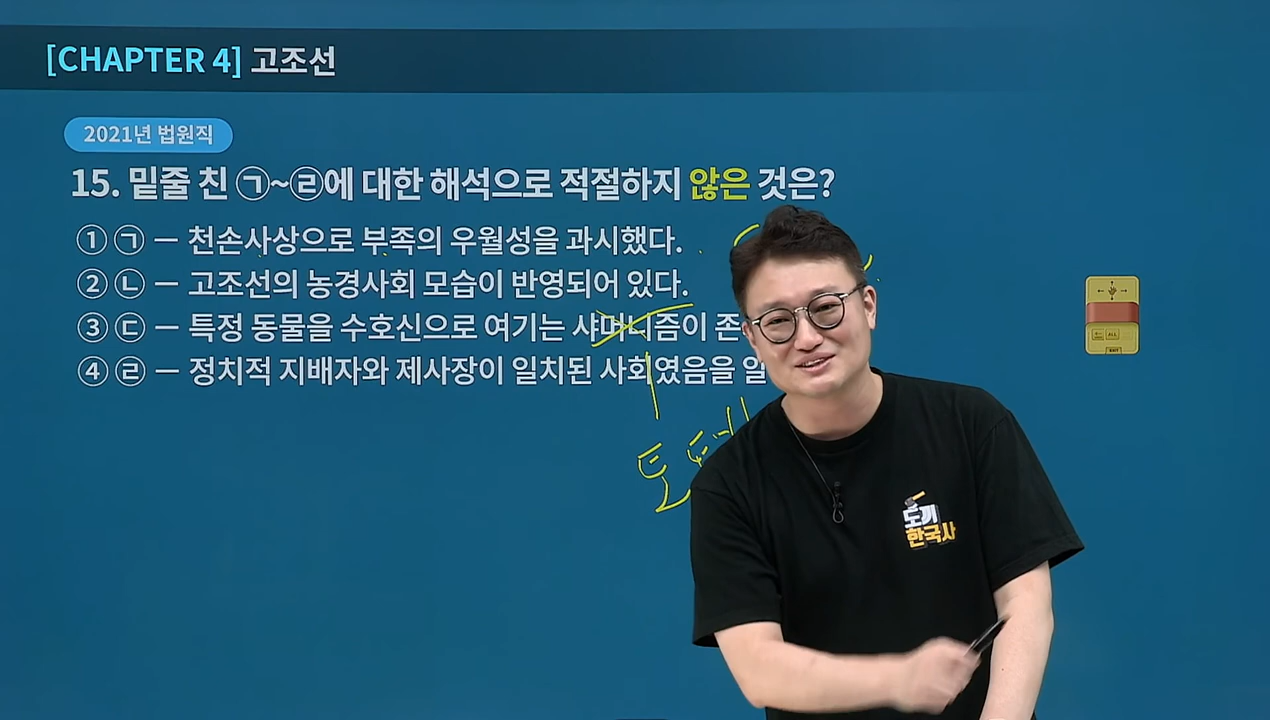 [CHAPTER 4] 고조선
2021년 법원직
15. 밑줄 친 ㉠~㉣에 대한 해석으로 적절하지 않은 것은?
① ㉠ – 천손사상으로 부족의 우월성을 과시했다.
② ㉡ – 고조선의 농경사회 모습이 반영되어 있다.
③ ㉢ – 특정 동물을 수호신으로 여기는 샤머니즘이
④ ㉣ – 정치적 지배자와 제사장이 일치된 사회였음을
토테
도끼
한국사
ALL
EXIT